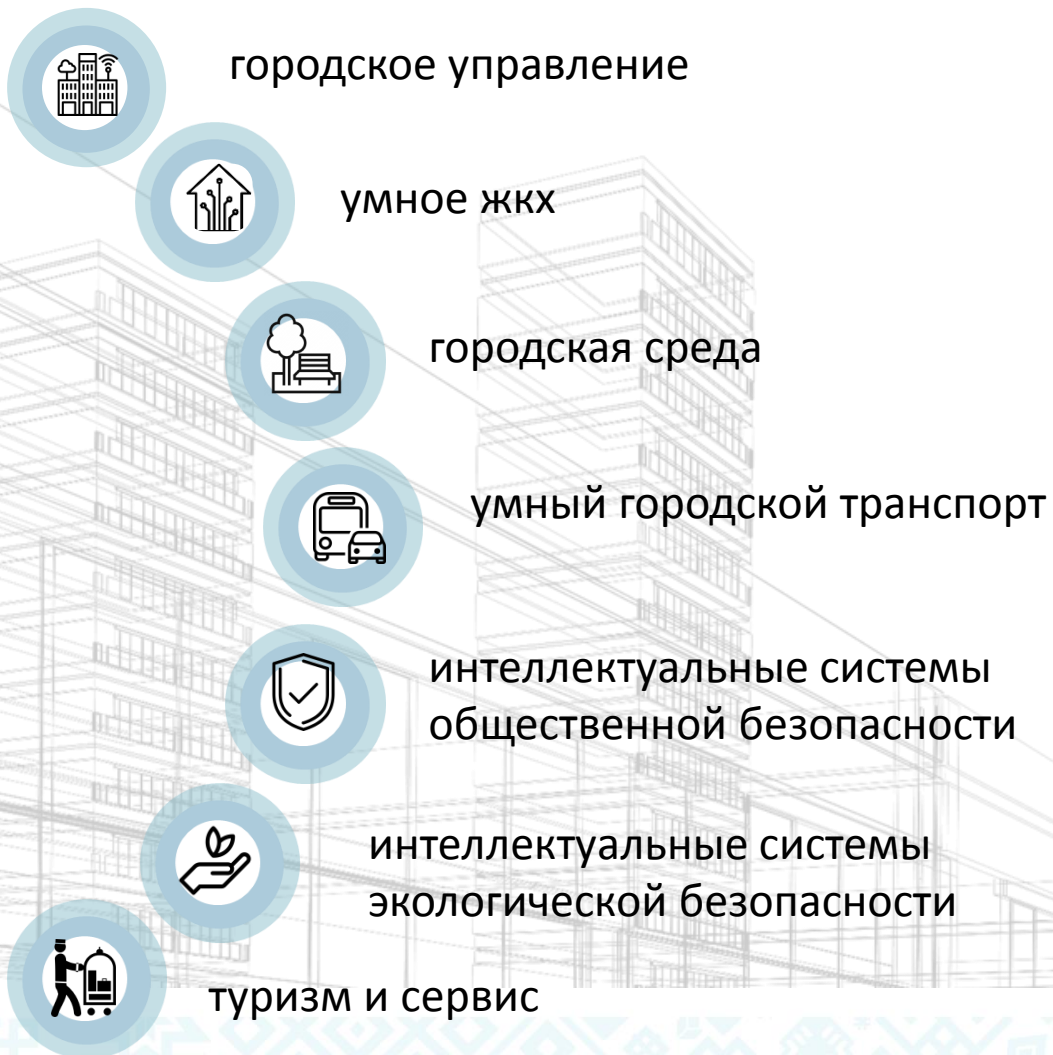 городское управление
умное жкх
городская среда
умный городской транспорт
интеллектуальные системы
общественной безопасности
интеллектуальные системы
экологической безопасности
туризм и сервис